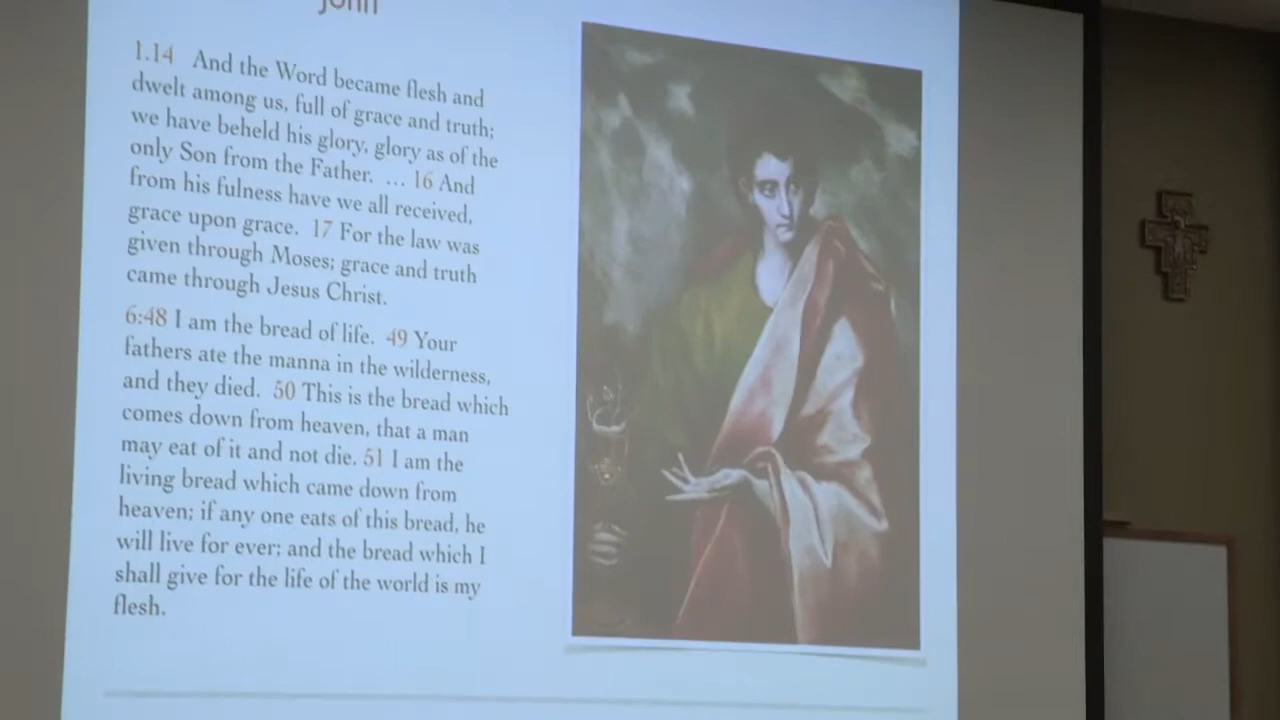 John
1.14 And the Word became flesh and
dwelt among us, full of grace and truth;
we have beheld his glory, glory as of the
only Son from the Father. ... 16 And
from his fulness have we all received,
grace upon grace. 17 For the law was
given through Moses; grace and truth
came through Jesus Christ.
6:48 I am the bread of life. 49 Your
fathers ate the manna in the wilderness,
and they died. 50 This is the bread which
comes down from heaven, that a man
may eat of it and not die. 51 I am the
living bread which came down from
heaven; if any one eats of this bread, he
will live for ever; and the bread which I
shall give for the life of the world is my
flesh.